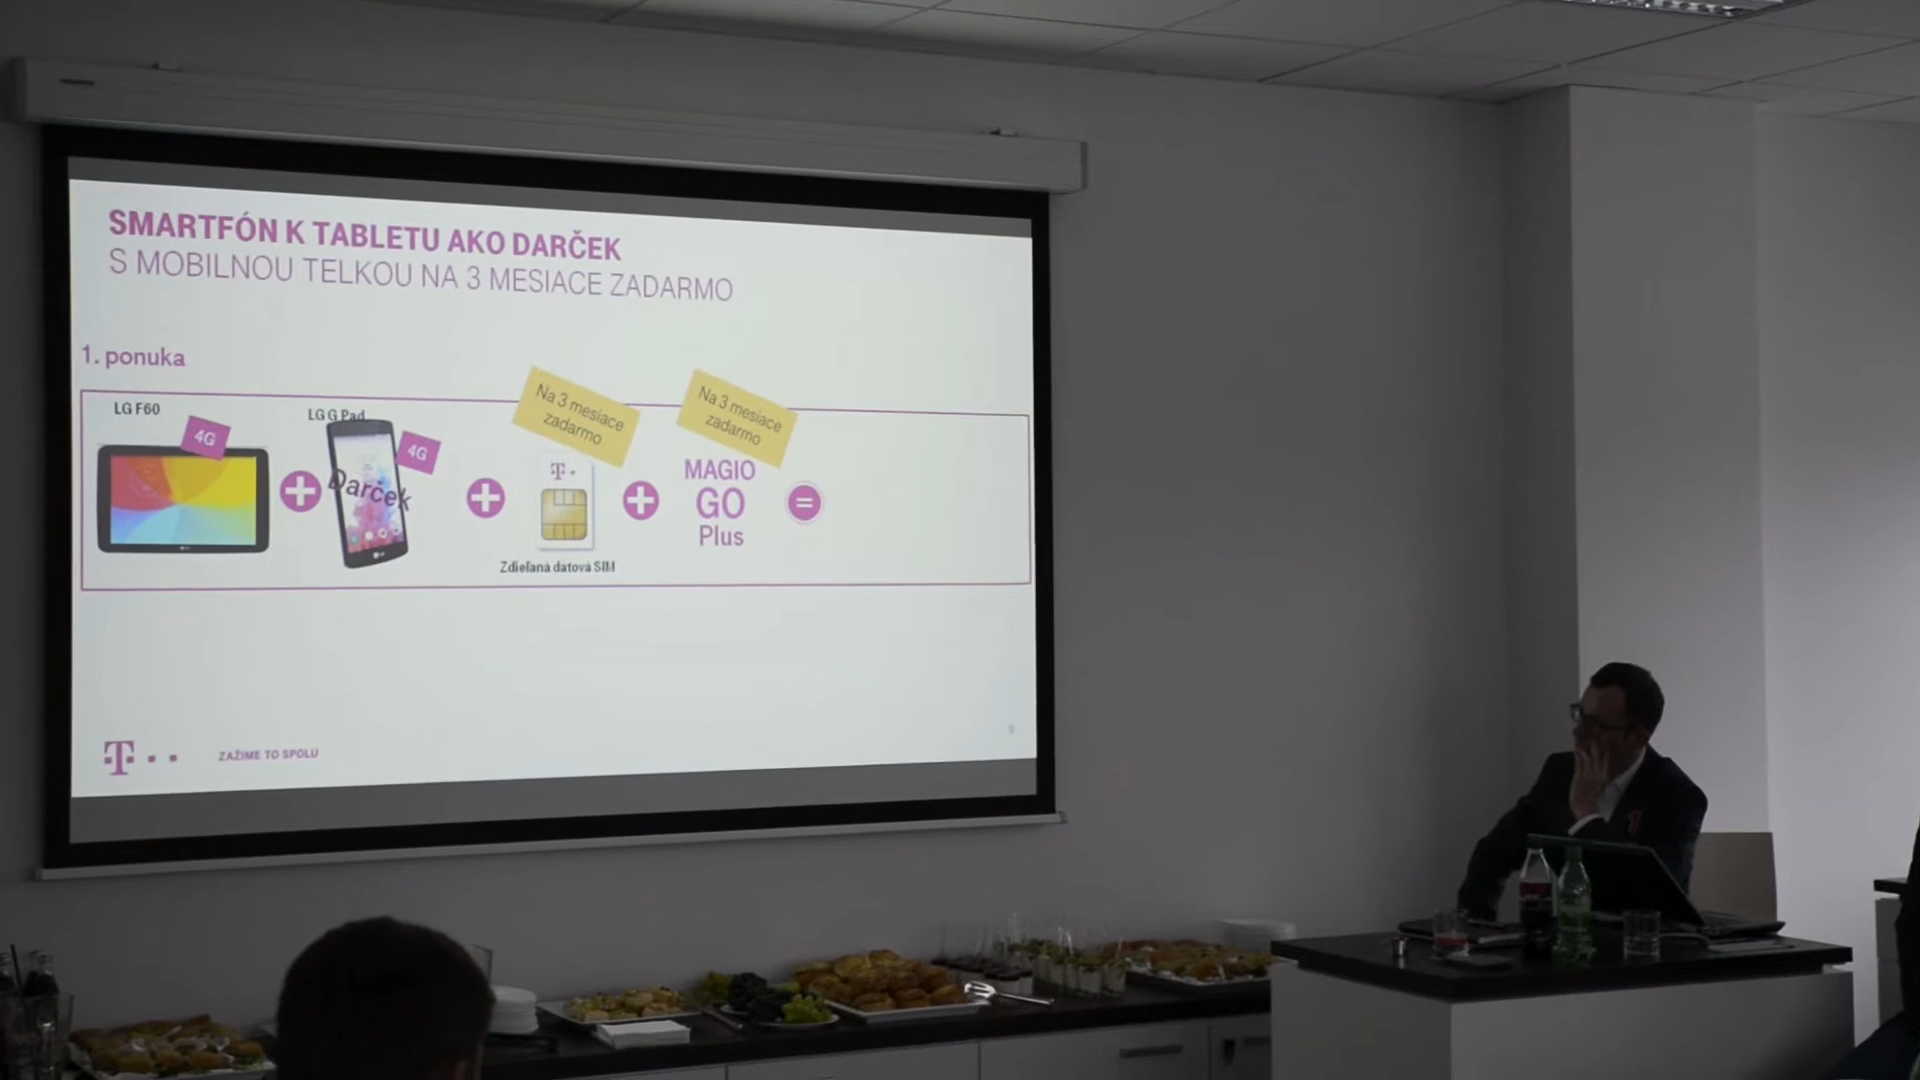 SMARTFÓN K TABLETU AKO DARČEK
S MOBILNOU TELKOU NA 3 MESIACE ZADARMO
1. ponuka
LG F60
4G
LG G Pad
4G
Darček
Na 3 mesiace
zadarmo
T
Zdieľaná datová SIM
Na 3 mesiace
zadarmo
MAGIO
GO
Plus
T
ZAŽIME TO SPOLU